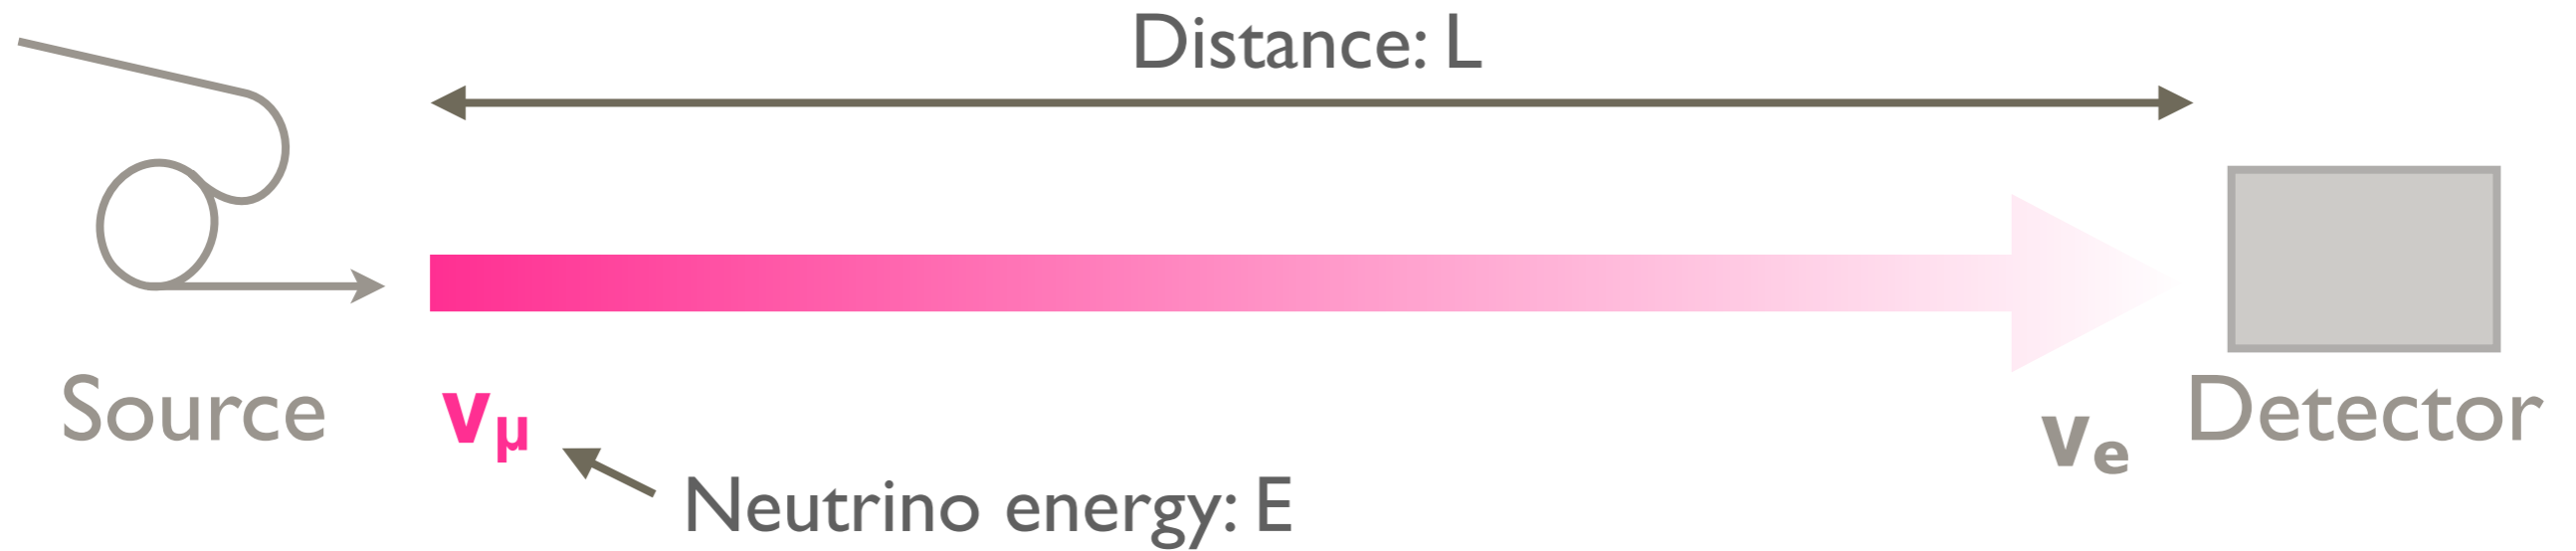 Distance: L
Source
νμ
Neutrino energy: E
νe
Detector